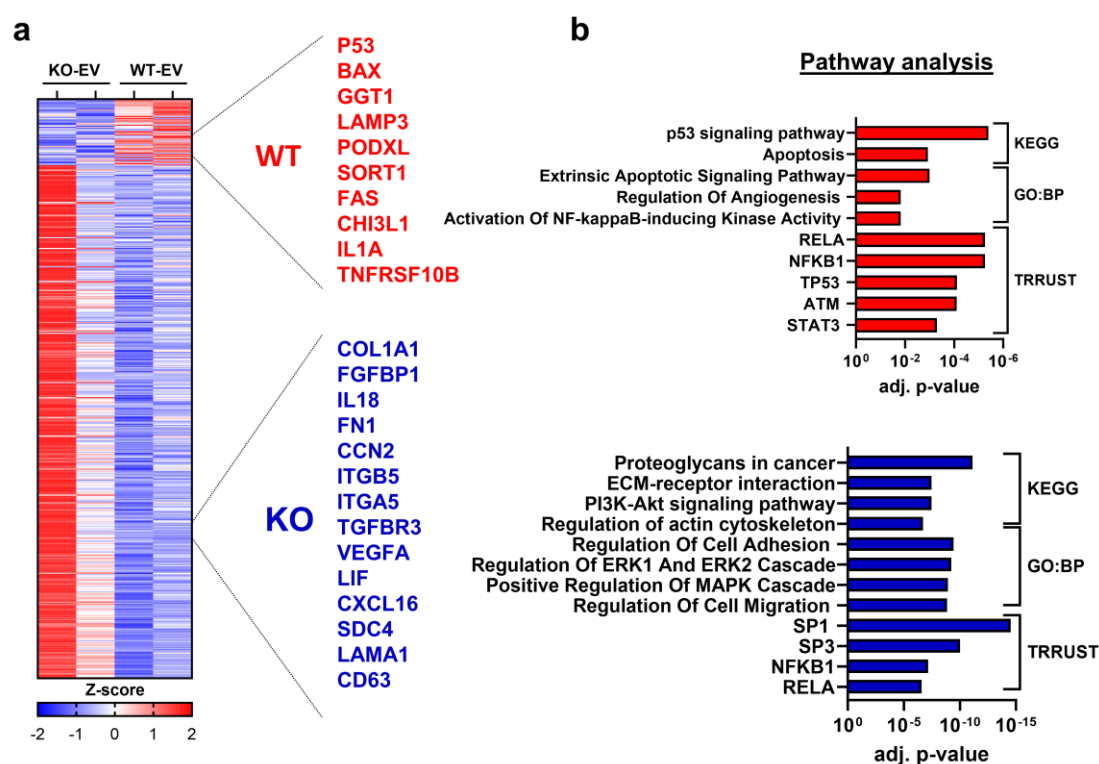 a
KO-EV WT-EV
WT
P53
BAX
GGT1
LAMP3
PODXL
SORT1
FAS
CHI3L1
IL1A
TNFRSF10B
KO
COL1A1
FGFBP1
IL18
FN1
CCN2
ITGB5
ITGA5
TGFBR3
VEGFA
LIF
CXCL16
SDC4
LAMA1
CD63
Z-score
-2 -1 0 1 2
b
Pathway analysis
p53 signaling pathway
Apoptosis
KEGG
Extrinsic Apoptotic Signaling Pathway
Regulation Of Angiogenesis
Activation Of NF-kappaB-inducing Kinase Activity
GO:BP
RELA
NFKB1
TP53
ATM
STAT3
TRRUST
10⁰ 10⁻² 10⁻⁴ 10⁻⁶
adj. p-value
Proteoglycans in cancer
ECM-receptor interaction
PI3K-Akt signaling pathway
Regulation of actin cytoskeleton
KEGG
Regulation Of Cell Adhesion
Regulation Of ERK1 And ERK2 Cascade
Positive Regulation Of MAPK Cascade
Regulation Of Cell Migration
GO:BP
SP1
SP3
NFKB1
RELA
TRRUST
10⁰ 10⁻⁵ 10⁻¹⁰ 10⁻¹⁵
adj. p-value